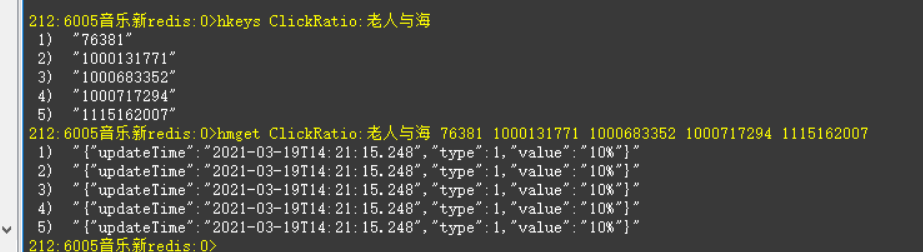 212:6005音乐新redis:0>hkeys ClickRatio:老人与海
1) "76381"
2) "1000131771"
3) "1000683352"
4) "1000717294"
5) "1115162007"
212:6005音乐新redis:0>hmget ClickRatio:老人与海 76381 1000131771 1000683352 1000717294 1115162007
1) "{"updateTime":"2021-03-19T14:21:15.248","type":1,"value":"10%"}"
2) "{"updateTime":"2021-03-19T14:21:15.248","type":1,"value":"10%"}"
3) "{"updateTime":"2021-03-19T14:21:15.248","type":1,"value":"10%"}"
4) "{"updateTime":"2021-03-19T14:21:15.248","type":1,"value":"10%"}"
5) "{"updateTime":"2021-03-19T14:21:15.248","type":1,"value":"10%"}"
212:6005音乐新redis:0>